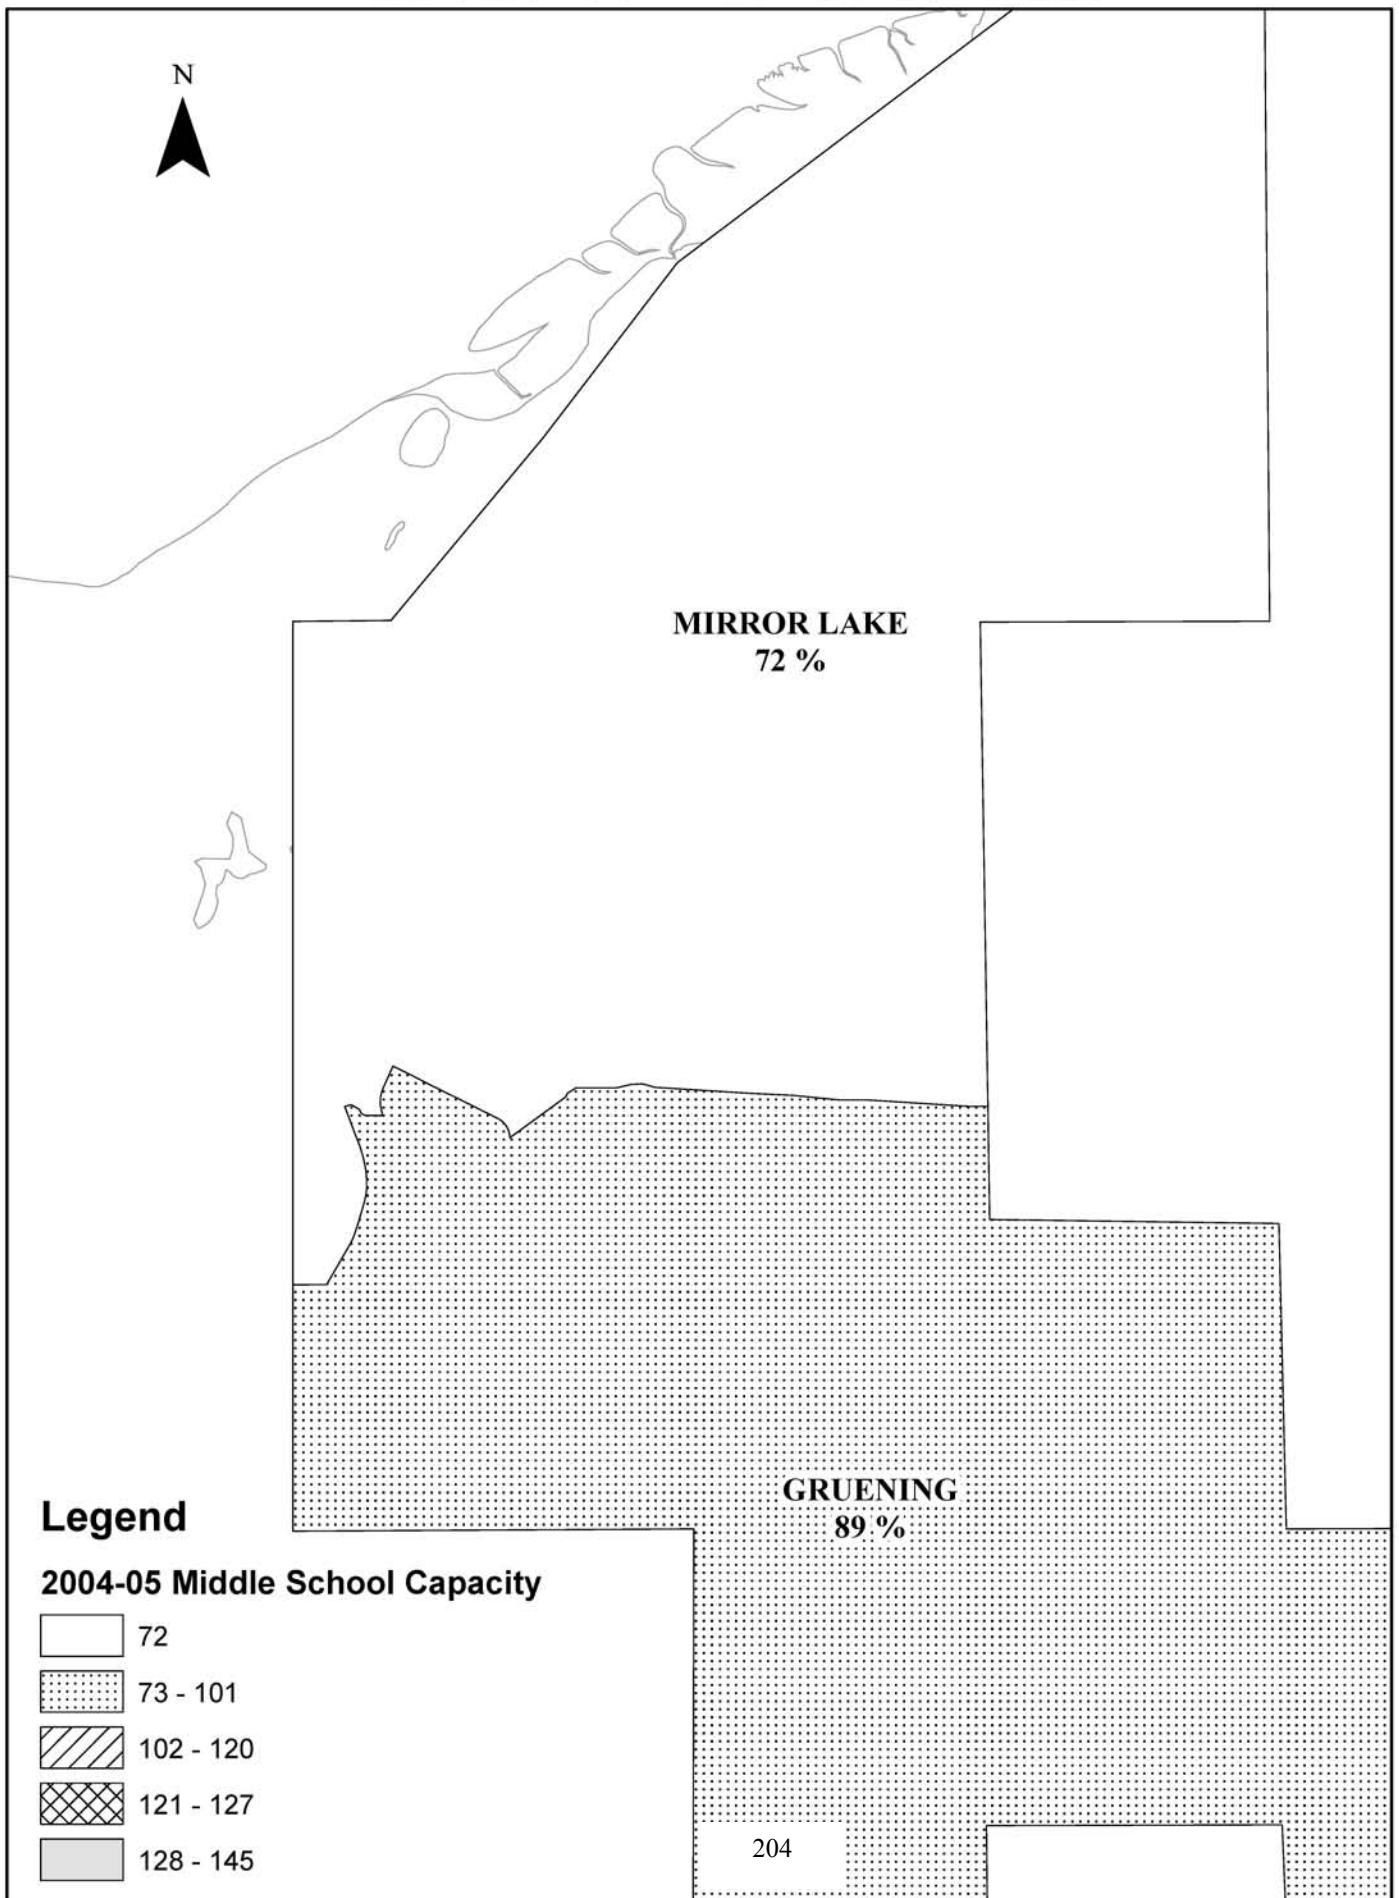 N
MIRROR LAKE
72 %
GRUENING
89 %
Legend
2004-05 Middle School Capacity
72
73 - 101
102 - 120
121 - 127
128 - 145
204